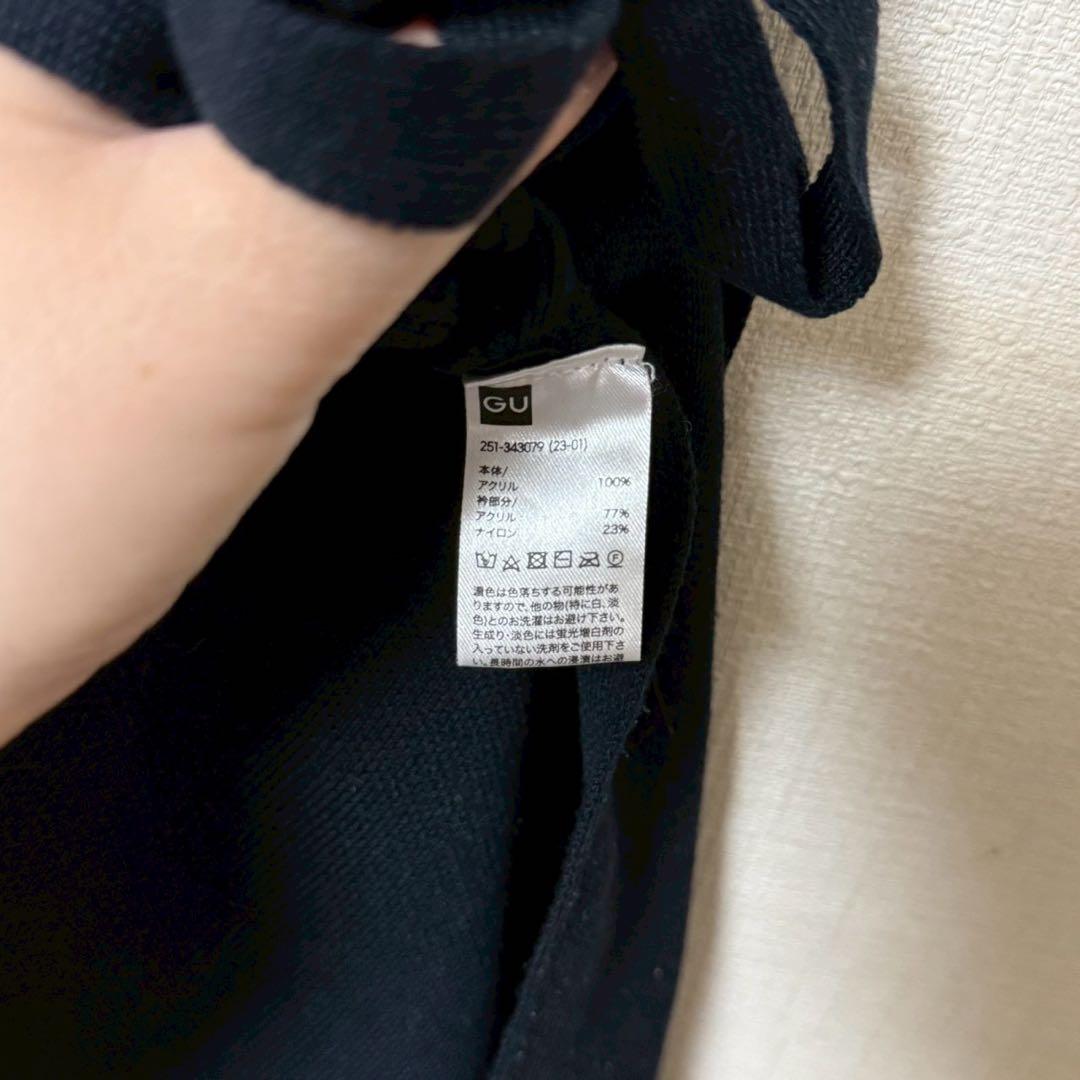 GU
251-343079 (23-01)
本体/
アクリル 100%
衿部分/
アクリル 77%
ナイロン 23%
濃色は色落ちする可能性があ
りますので、他の物(特に白、淡
色)とのお洗濯はお避け下さい。
生成り・淡色には蛍光増白剤の
入っていない洗剤をご使用下さ
い。長時間の水への浸漬はお避